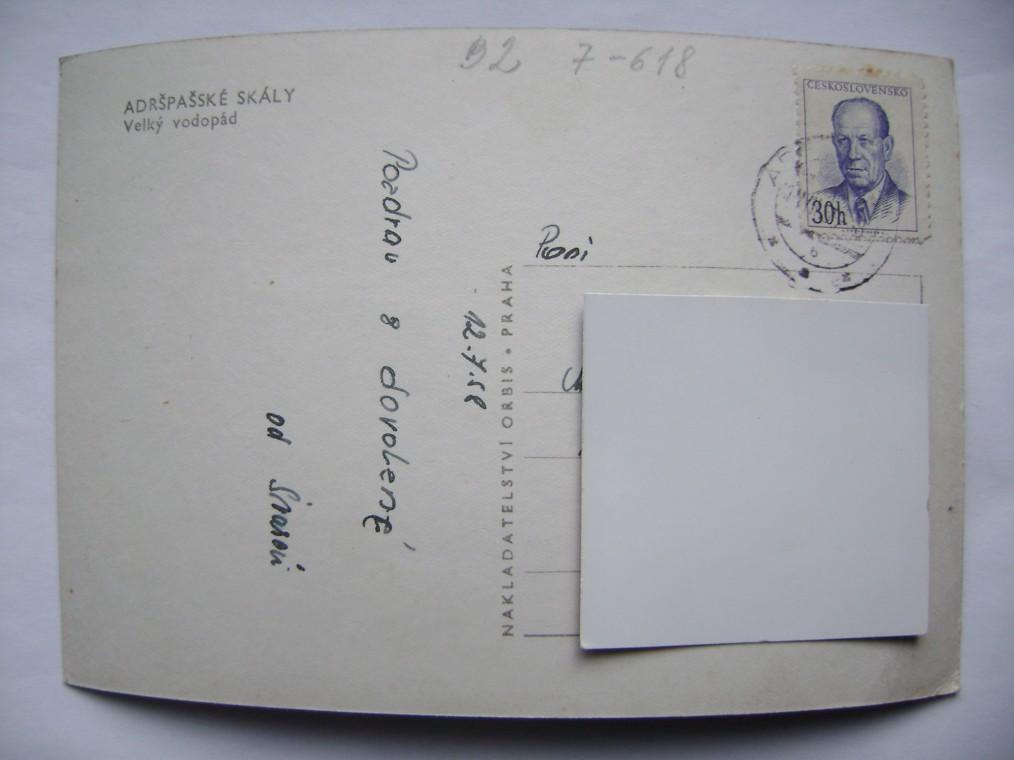 92 7-618
ADRŠPAŠSKÉ SKÁLY
Velký vodopád
ČESKOSLOVENSKO
30h
Paní
12.7.58
Pozdrav z dovolené
od
NAKLADATELSTVÍ ORBIS • PRAHA